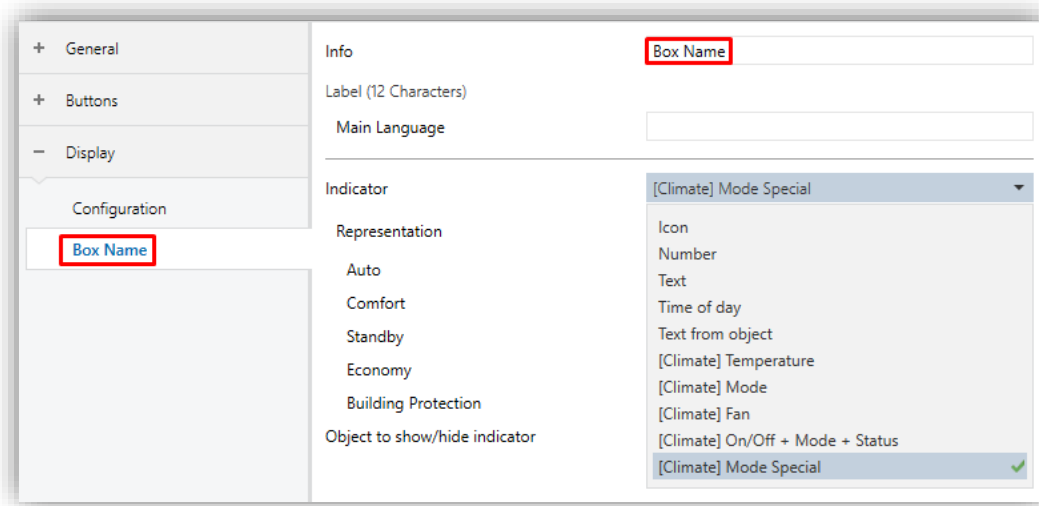 General
Buttons
Display
Configuration
Box Name
Info
Box Name
Label (12 Characters)
Main Language
Indicator
[Climate] Mode Special
Representation
Auto
Comfort
Standby
Economy
Building Protection
Object to show/hide indicator
Icon
Number
Text
Time of day
Text from object
[Climate] Temperature
[Climate] Mode
[Climate] Fan
[Climate] On/Off + Mode + Status
[Climate] Mode Special